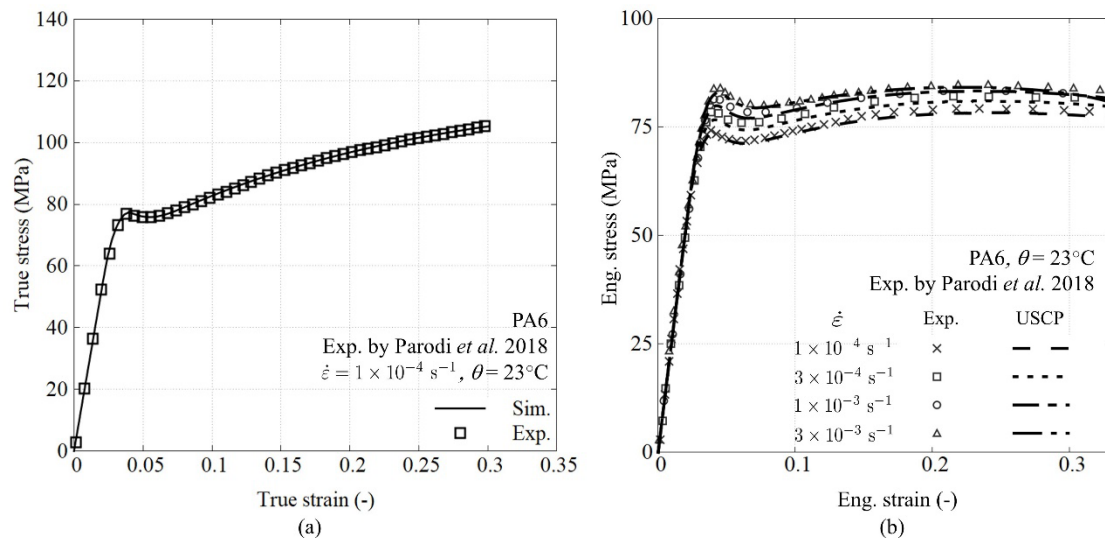 140
120
100
80
60
40
20
0
True stress (MPa)
PA6
Exp. by Parodi et al. 2018
ε̇ = 1 × 10⁻⁴ s⁻¹, θ = 23°C
Sim.
Exp.
0 0.05 0.1 0.15 0.2 0.25 0.3 0.35
True strain (-)
(a)
100
75
50
25
0
Eng. stress (MPa)
PA6, θ = 23°C
Exp. by Parodi et al. 2018
ε̇ Exp. USCP
1 × 10⁻⁴ s⁻¹
3 × 10⁻⁴ s⁻¹
1 × 10⁻³ s⁻¹
3 × 10⁻³ s⁻¹
0 0.1 0.2 0.3
Eng. strain (-)
(b)